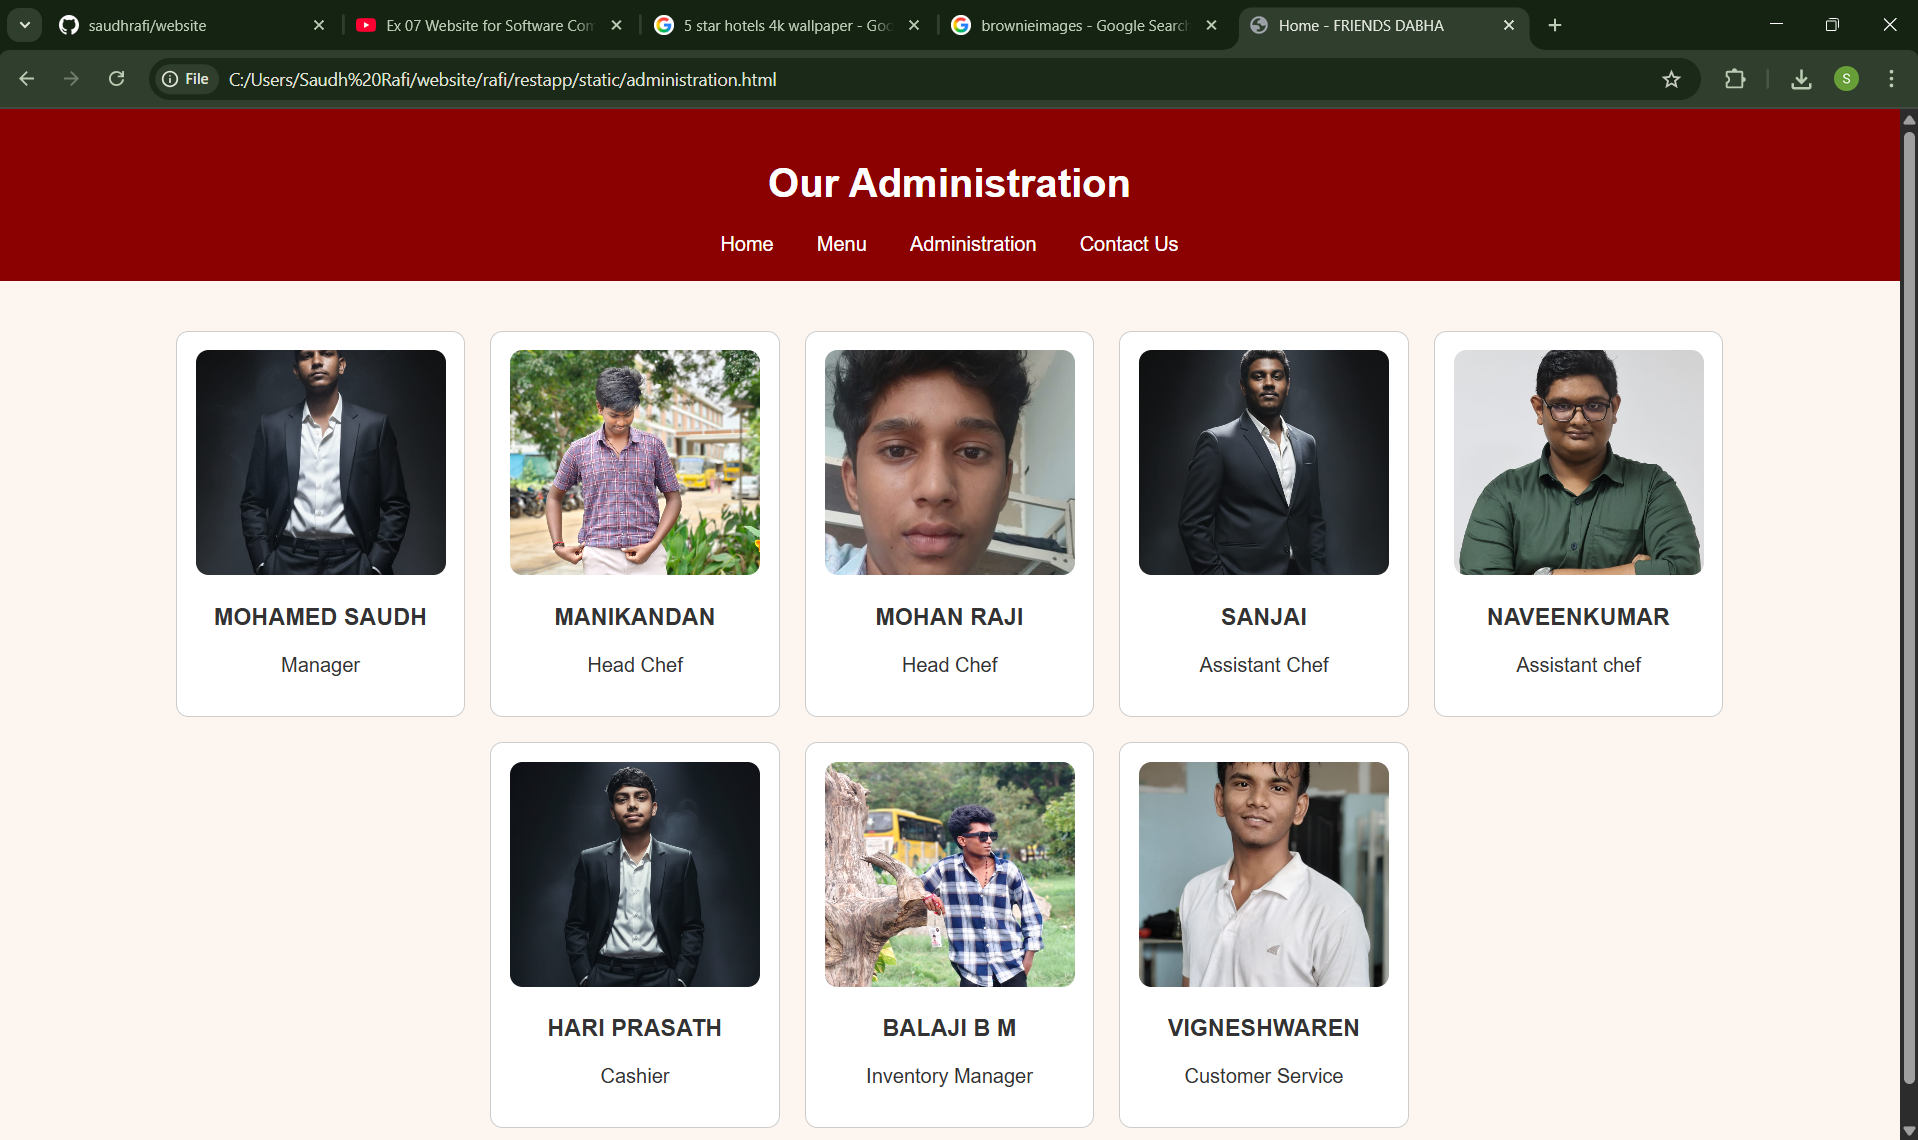 saudhrafi/website
Ex 07 Website for Software Com
5 star hotels 4k wallpaper - Goo
brownieimages - Google Search
Home - FRIENDS DABHA
File
C:/Users/Saudh%20Rafi/website/rafi/restapp/static/administration.html
S
Our Administration
Home Menu Administration Contact Us
MOHAMED SAUDH
Manager
MANIKANDAN
Head Chef
MOHAN RAJI
Head Chef
SANJAI
Assistant Chef
NAVEENKUMAR
Assistant chef
HARI PRASATH
Cashier
BALAJI B M
Inventory Manager
VIGNESHWAREN
Customer Service